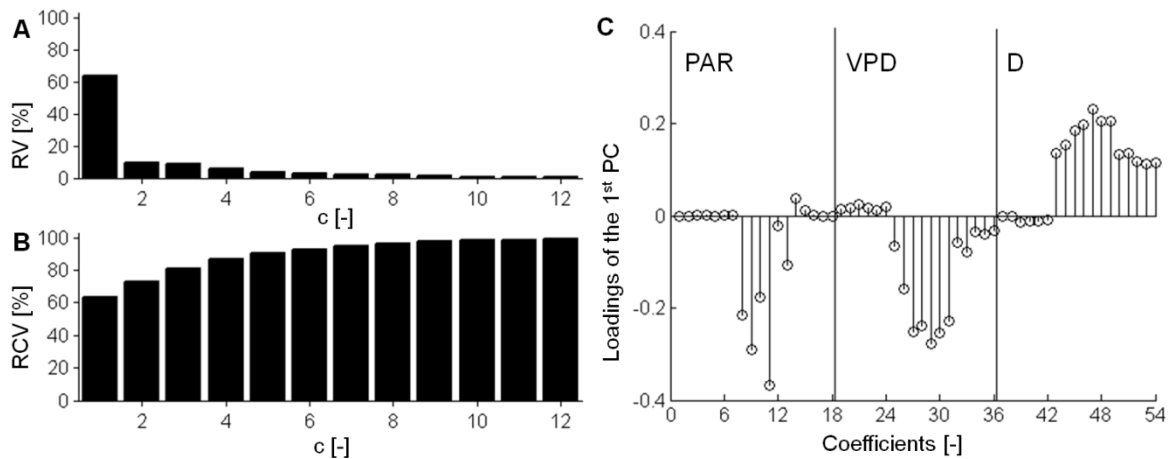 A
RV [%]
100
80
60
40
20
0
2 4 6 8 10 12
c [-]
B
RCV [%]
100
80
60
40
20
0
2 4 6 8 10 12
c [-]
C
Loadings of the 1st PC
0.4
0.2
0
-0.2
-0.4
PAR VPD D
0 6 12 18 24 30 36 42 48 54
Coefficients [-]